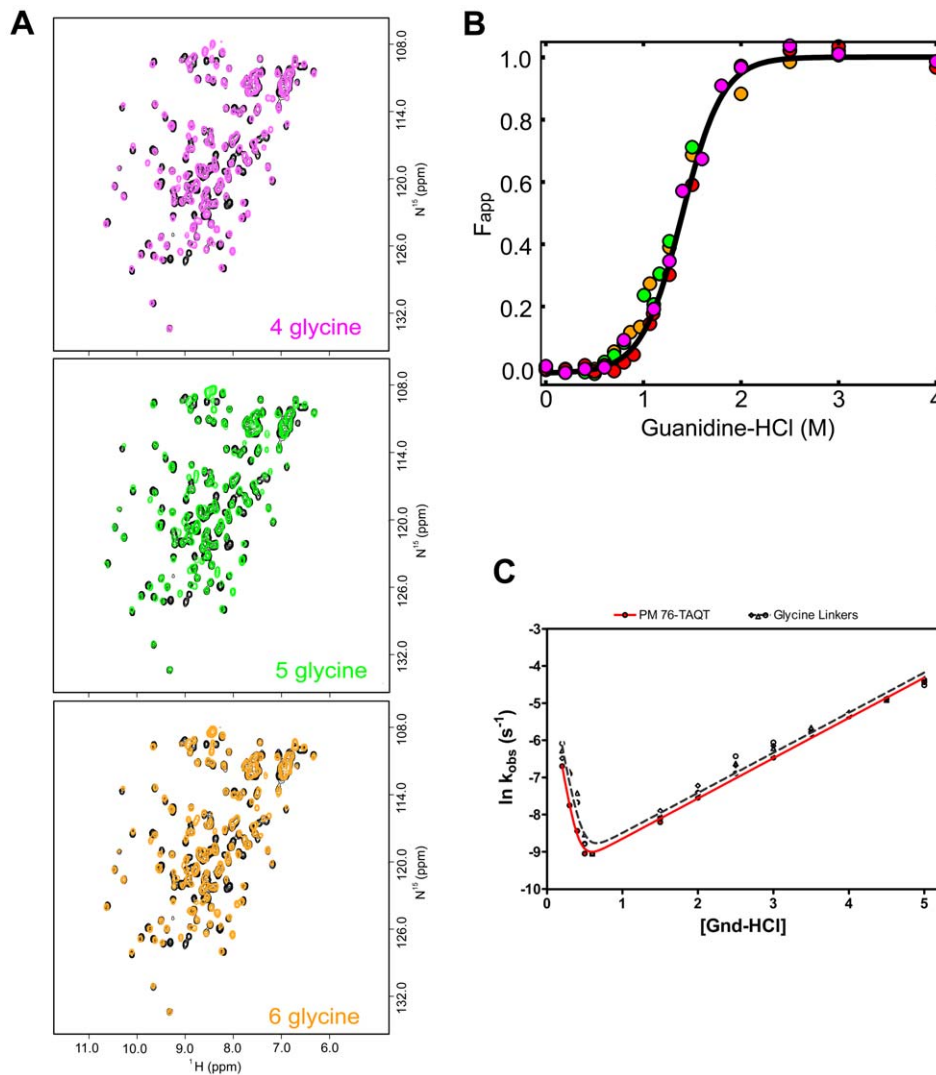 A
108.0
114.0
120.0
126.0
132.0
N¹⁵ (ppm)
4 glycine
108.0
114.0
120.0
126.0
132.0
N¹⁵ (ppm)
5 glycine
108.0
114.0
120.0
126.0
132.0
N¹⁵ (ppm)
6 glycine
11.0 10.0 9.0 8.0 7.0 6.0
¹H (ppm)
B
1.0
0.8
0.6
0.4
0.2
0.0
Fapp
0 1 2 3 4
Guanidine-HCl (M)
C
PM 76-TAQT Glycine Linkers
-3
-4
-5
-6
-7
-8
-9
-10
ln kobs (s⁻¹)
0 1 2 3 4 5
[Gnd-HCl]